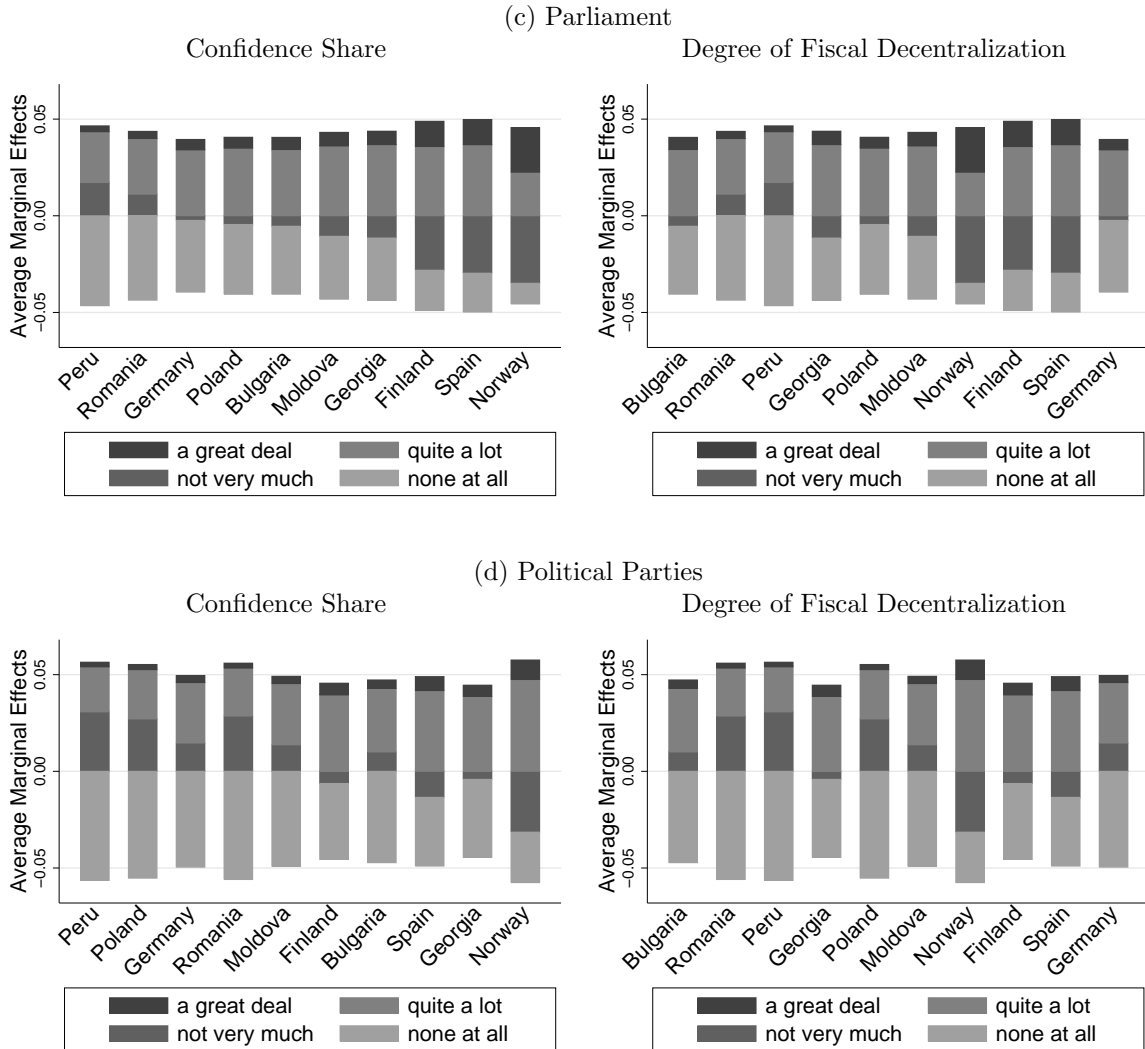 (c) Parliament
Confidence Share
Average Marginal Effects
0.05
0.00
−0.05
Peru
Romania
Germany
Poland
Bulgaria
Moldova
Georgia
Finland
Spain
Norway
a great deal
quite a lot
not very much
none at all
Degree of Fiscal Decentralization
Average Marginal Effects
0.05
0.00
−0.05
Bulgaria
Romania
Peru
Georgia
Poland
Moldova
Norway
Finland
Spain
Germany
a great deal
quite a lot
not very much
none at all
(d) Political Parties
Confidence Share
Average Marginal Effects
0.05
0.00
−0.05
Peru
Poland
Germany
Romania
Moldova
Finland
Bulgaria
Spain
Georgia
Norway
a great deal
quite a lot
not very much
none at all
Degree of Fiscal Decentralization
Average Marginal Effects
0.05
0.00
−0.05
Bulgaria
Romania
Peru
Georgia
Poland
Moldova
Norway
Finland
Spain
Germany
a great deal
quite a lot
not very much
none at all